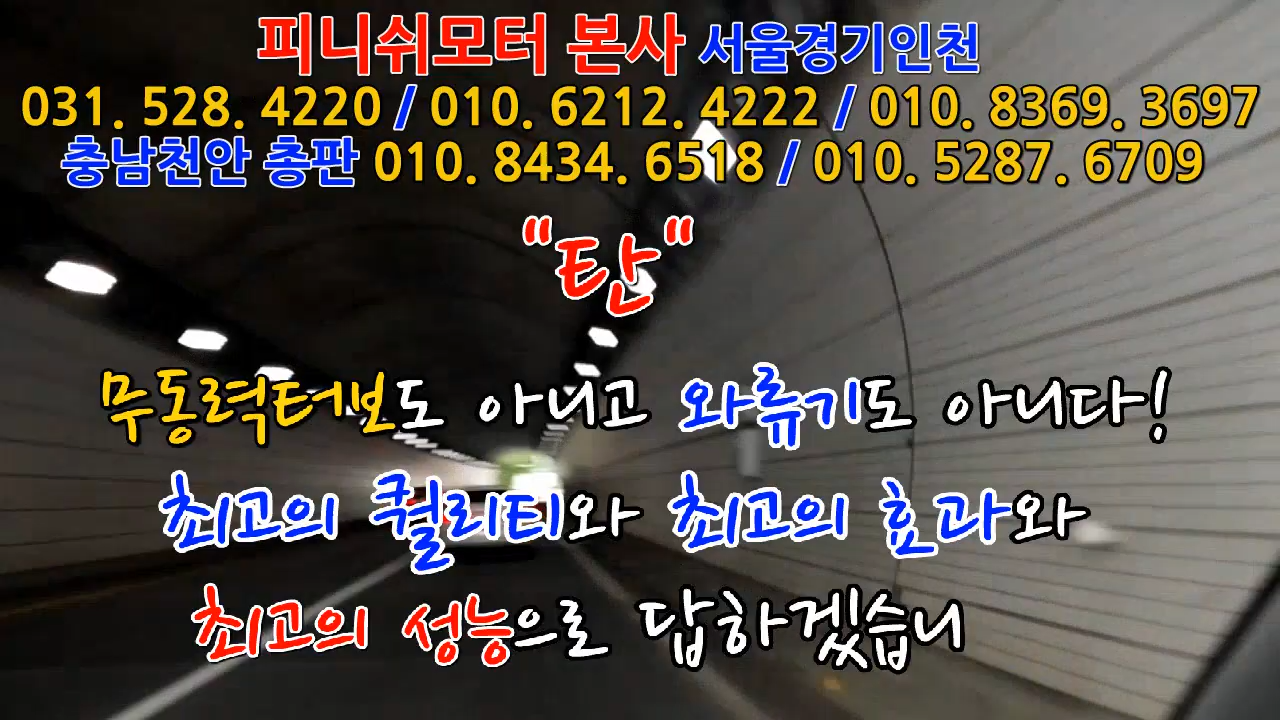 피니쉬모터 본사 서울경기인천
031. 528. 4220 / 010. 6212. 4222 / 010. 8369. 3697
충남천안 총판 010. 8434. 6518 / 010. 5287. 6709
"탄"
무동력터보도 아니고 와류기도 아니다!
최고의 퀄리티와 최고의 효과와
최고의 성능으로 답하겠습니